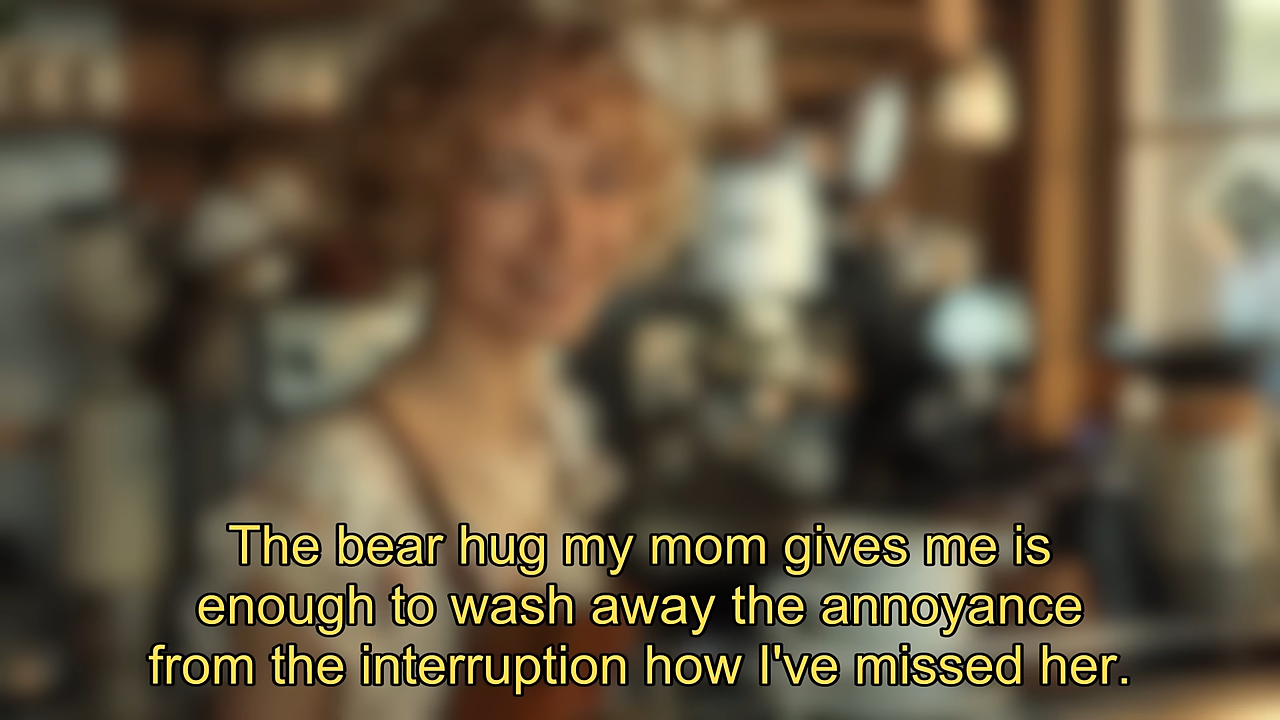 The bear hug my mom gives me is
enough to wash away the annoyance
from the interruption how I've missed her.